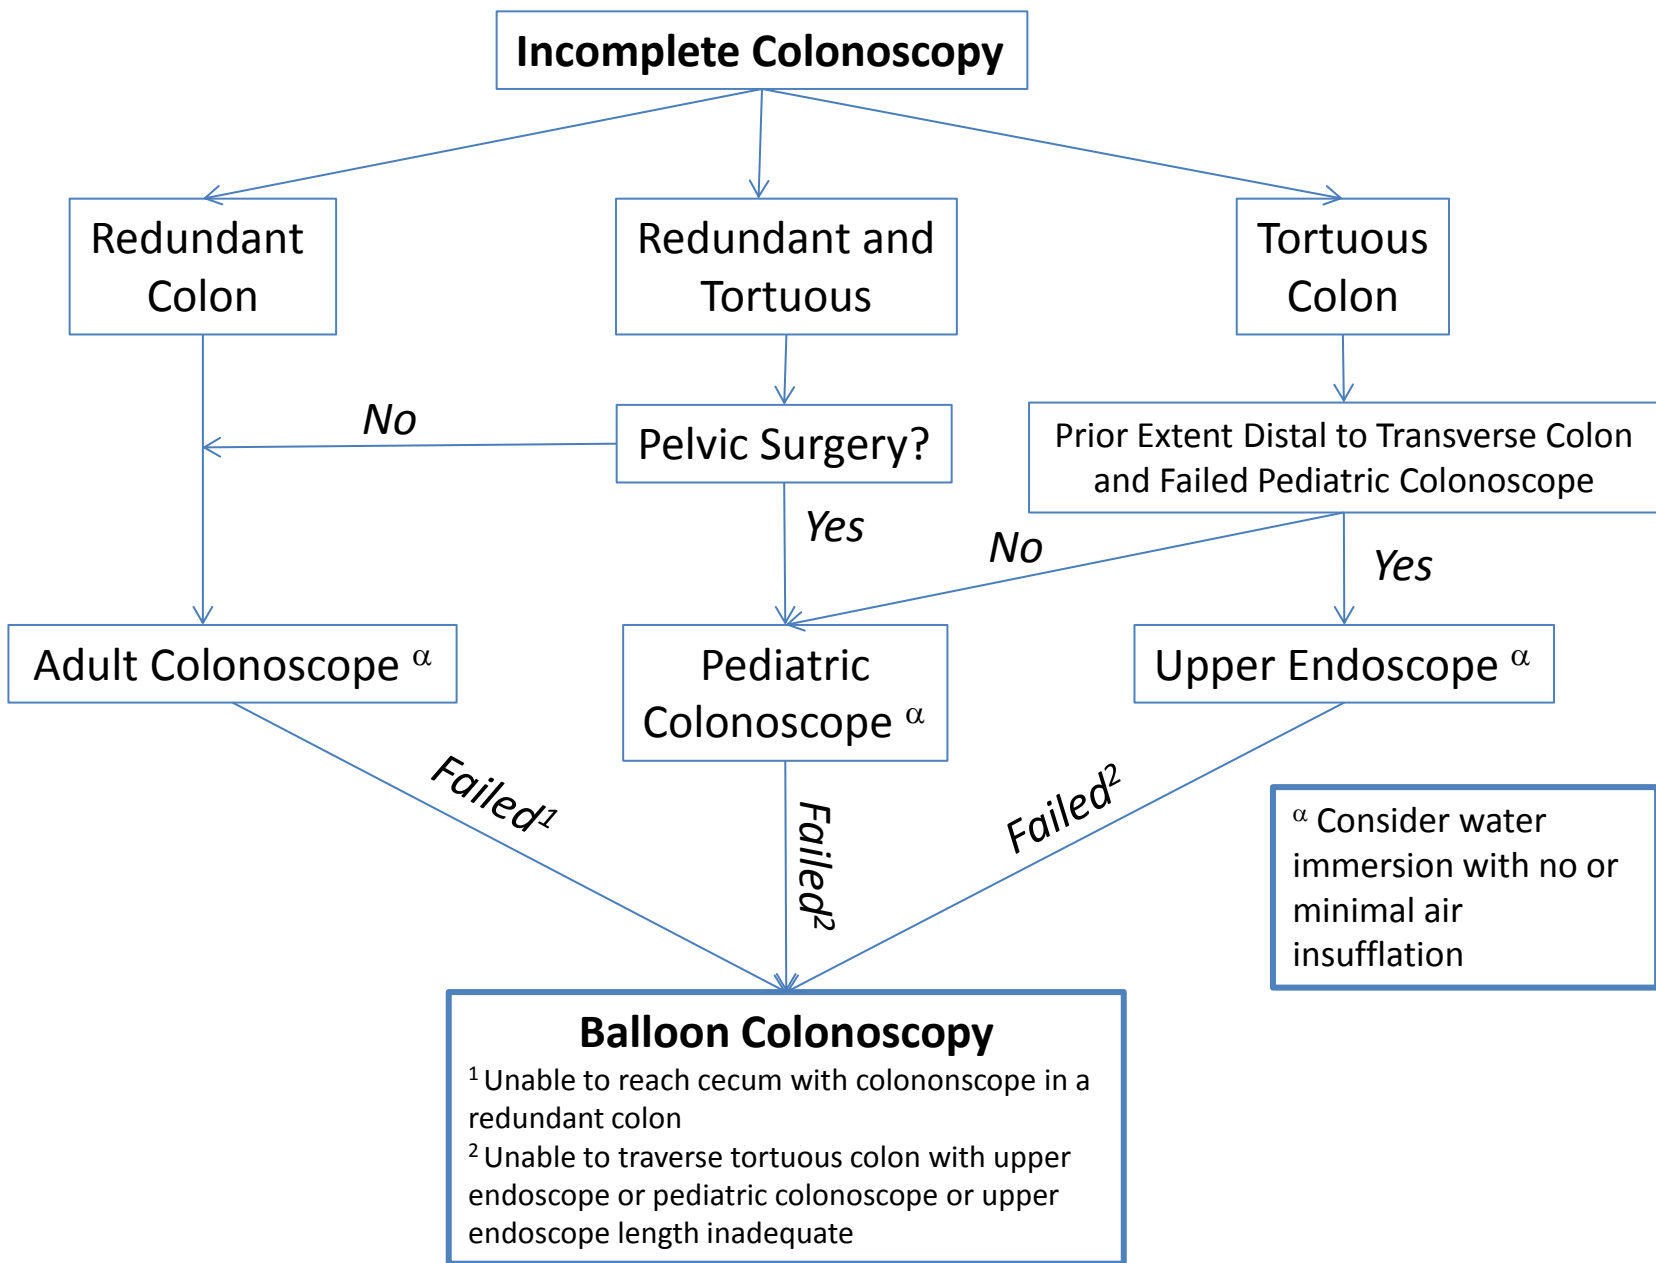 Incomplete Colonoscopy
Redundant
Colon
Redundant and
Tortuous
Tortuous
Colon
No
Pelvic Surgery?
Prior Extent Distal to Transverse Colon
and Failed Pediatric Colonoscope
Yes
No
Yes
Adult Colonoscope α
Pediatric
Colonoscope α
Upper Endoscope α
Failed1
Failed2
Failed2
α Consider water
immersion with no or
minimal air
insufflation
Balloon Colonoscopy
1 Unable to reach cecum with colononscope in a
redundant colon
2 Unable to traverse tortuous colon with upper
endoscope or pediatric colonoscope or upper
endoscope length inadequate